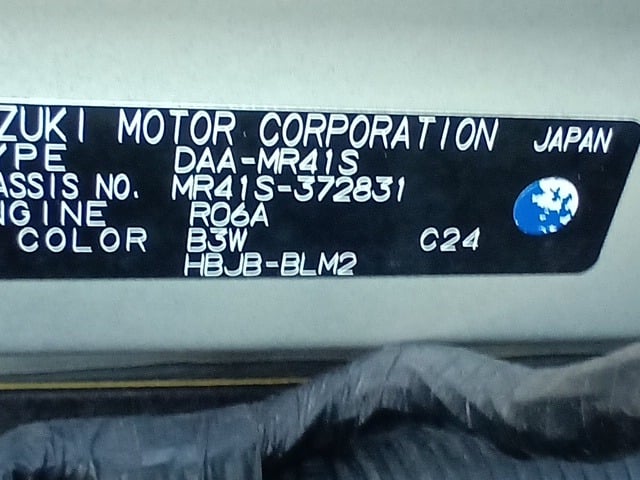 ZUKI MOTOR CORPORATION JAPAN
YPE DAA-MR41S
ASSIS NO. MR41S-372831
NGINE R06A
COLOR B3W C24
HBJB-BLM2